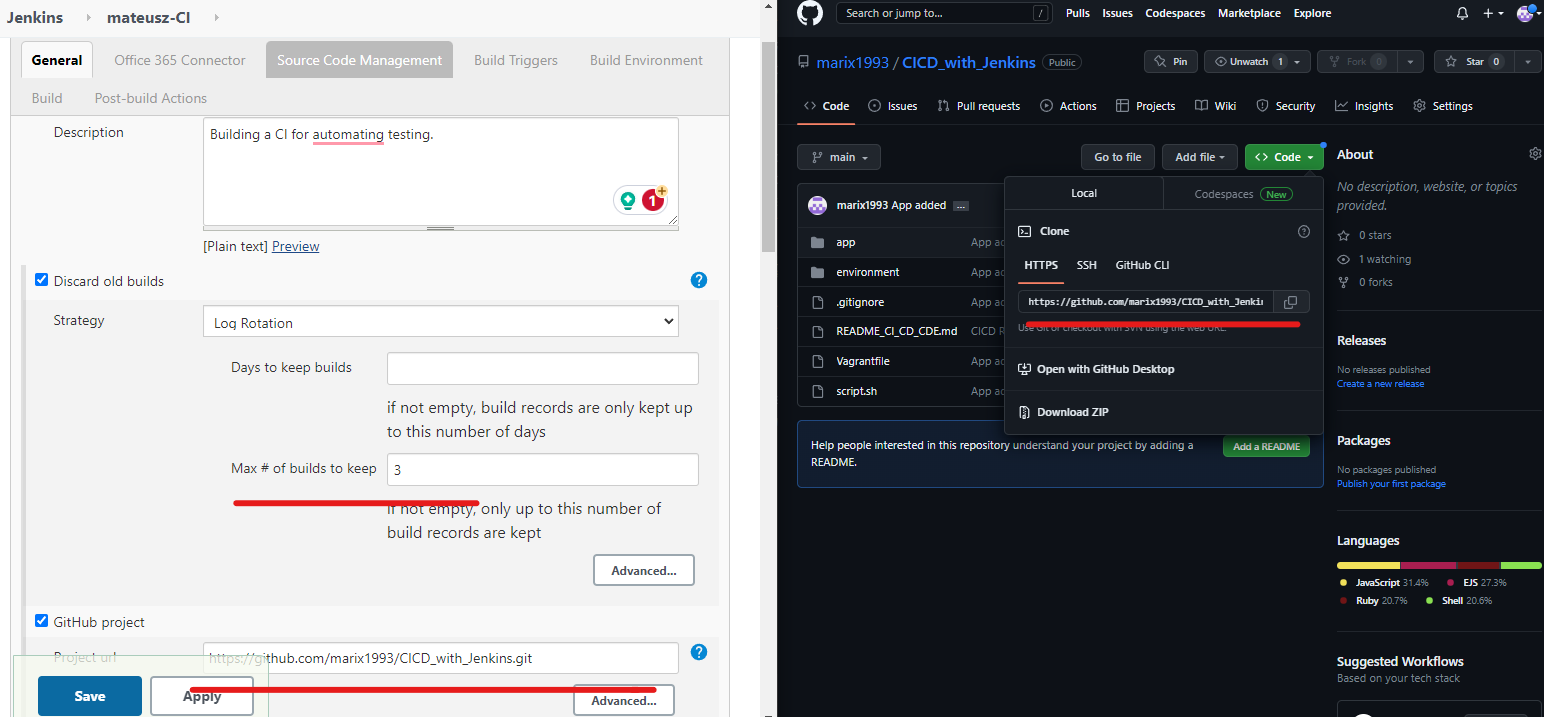 Jenkins mateusz-CI
General Office 365 Connector Source Code Management Build Triggers Build Environment
Build Post-build Actions
Description
Building a CI for automating testing.
1
[Plain text] Preview
Discard old builds
?
Strategy
Log Rotation
Days to keep builds
if not empty, build records are only kept up
to this number of days
Max # of builds to keep
3
if not empty, only up to this number of
build records are kept
Advanced...
GitHub project
Project url
https://github.com/marix1993/CICD_with_Jenkins.git
?
Save
Apply
Advanced...
Search or jump to...
/
Pulls Issues Codespaces Marketplace Explore
marix1993 / CICD_with_Jenkins Public
Pin
Unwatch 1
Fork 0
Star 0
Code Issues Pull requests Actions Projects Wiki Security Insights Settings
main
Go to file
Add file
Code
marix1993 App added ...
app App ad
environment App ad
.gitignore App ad
README_CI_CD_CDE.md CICD R
Vagrantfile App ad
script.sh App ad
Local
Codespaces New
Clone
HTTPS SSH GitHub CLI
https://github.com/marix1993/CICD_with_Jenkin
Use Git or checkout with SVN using the web URL.
Open with GitHub Desktop
Download ZIP
Help people interested in this repository understand your project by adding a
README.
Add a README
About
No description, website, or topics
provided.
0 stars
1 watching
0 forks
Releases
No releases published
Create a new release
Packages
No packages published
Publish your first package
Languages
JavaScript 31.4% EJS 27.3%
Ruby 20.7% Shell 20.6%
Suggested Workflows
Based on your tech stack